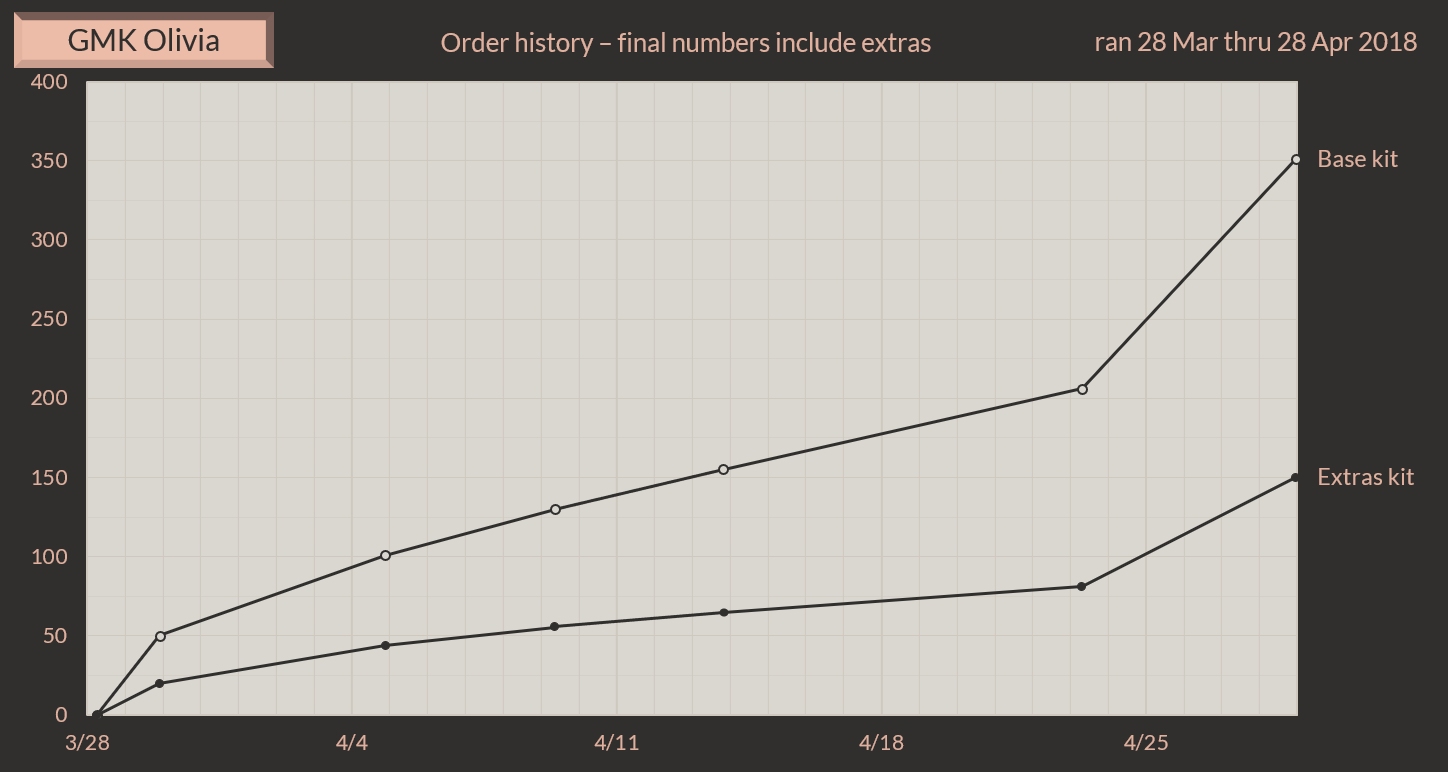 GMK Olivia
Order history – final numbers include extras
ran 28 Mar thru 28 Apr 2018
400
350
300
250
200
150
100
50
0
Base kit
Extras kit
3/28 4/4 4/11 4/18 4/25